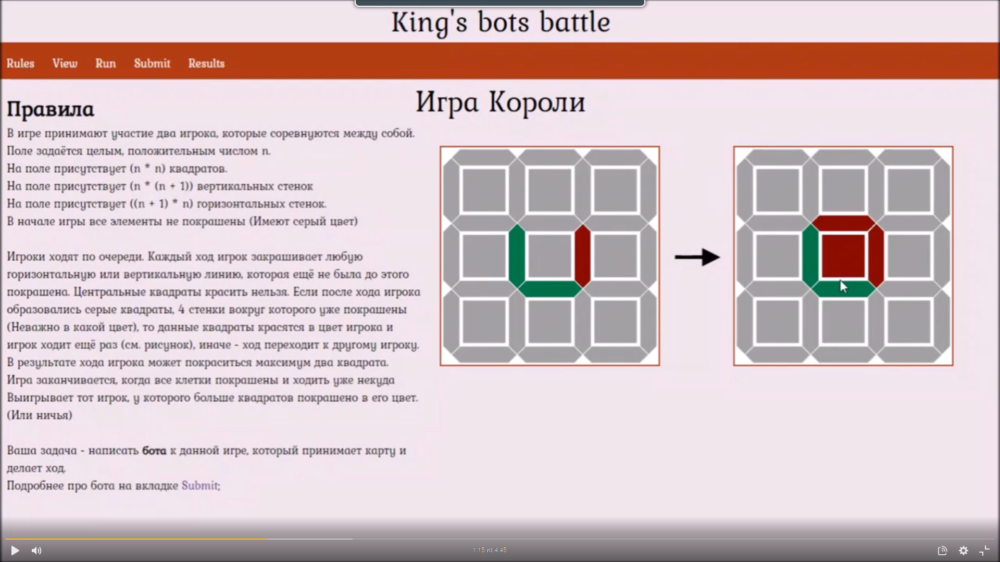 King's bots battle
Rules View Run Submit Results
Игра Короли
Правила
В игре принимают участие два игрока, которые соревнуются между собой.
Поле задаётся целым, положительным числом n.
На поле присутствует (n * n) квадратов.
На поле присутствует (n * (n + 1)) вертикальных стенок
На поле присутствует ((n + 1) * n) горизонтальных стенок.
В начале игры все элементы не покрашены (Имеют серый цвет)
Игроки ходят по очереди. Каждый ход игрок закрашивает любую
горизонтальную или вертикальную линию, которая ещё не была до этого
покрашена. Центральные квадраты красить нельзя. Если после хода игрока
образовались серые квадраты, 4 стенки вокруг которого уже покрашены
(Неважно в какой цвет), то данные квадраты красятся в цвет игрока и
игрок ходит ещё раз (см. рисунок), иначе - ход переходит к другому игроку.
В результате хода игрока может покраситься максимум два квадрата.
Игра заканчивается, когда все клетки покрашены и ходить уже некуда
Выигрывает тот игрок, у которого больше квадратов покрашено в его цвет.
(Или ничья)
Ваша задача - написать бота к данной игре, который принимает карту и
делает ход.
Подробнее про бота на вкладке Submit;
1:15 из 4:45